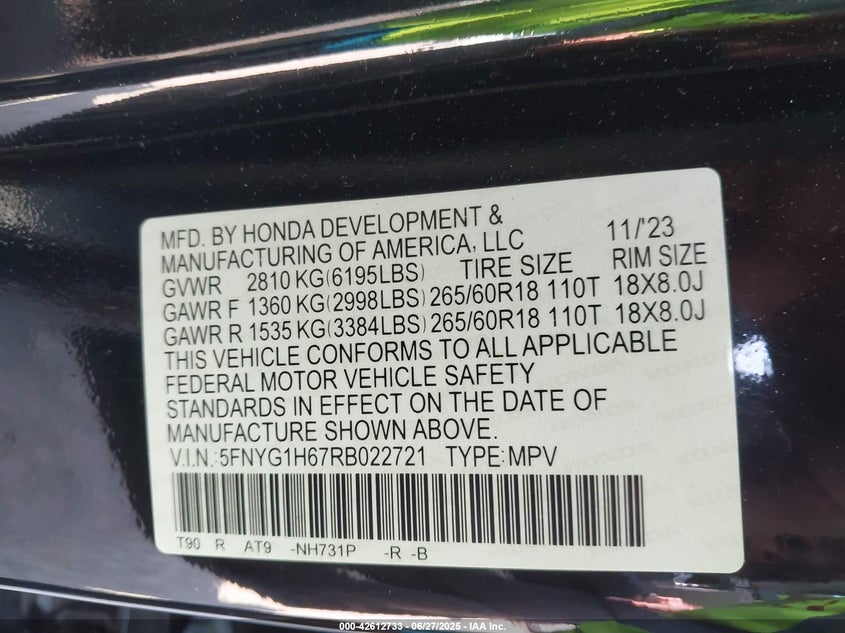 MFD. BY HONDA DEVELOPMENT & 11/'23
MANUFACTURING OF AMERICA, LLC
GVWR 2810 KG(6195LBS) TIRE SIZE RIM SIZE
GAWR F 1360 KG(2998LBS) 265/60R18 110T 18X8.0J
GAWR R 1535 KG(3384LBS) 265/60R18 110T 18X8.0J
THIS VEHICLE CONFORMS TO ALL APPLICABLE
FEDERAL MOTOR VEHICLE SAFETY
STANDARDS IN EFFECT ON THE DATE OF
MANUFACTURE SHOWN ABOVE.
V.I.N.:5FNYG1H67RB022721 TYPE:MPV
T90 R AT9 -NH731P -R -B
000-42612733 - 06/27/2025 - IAA Inc.